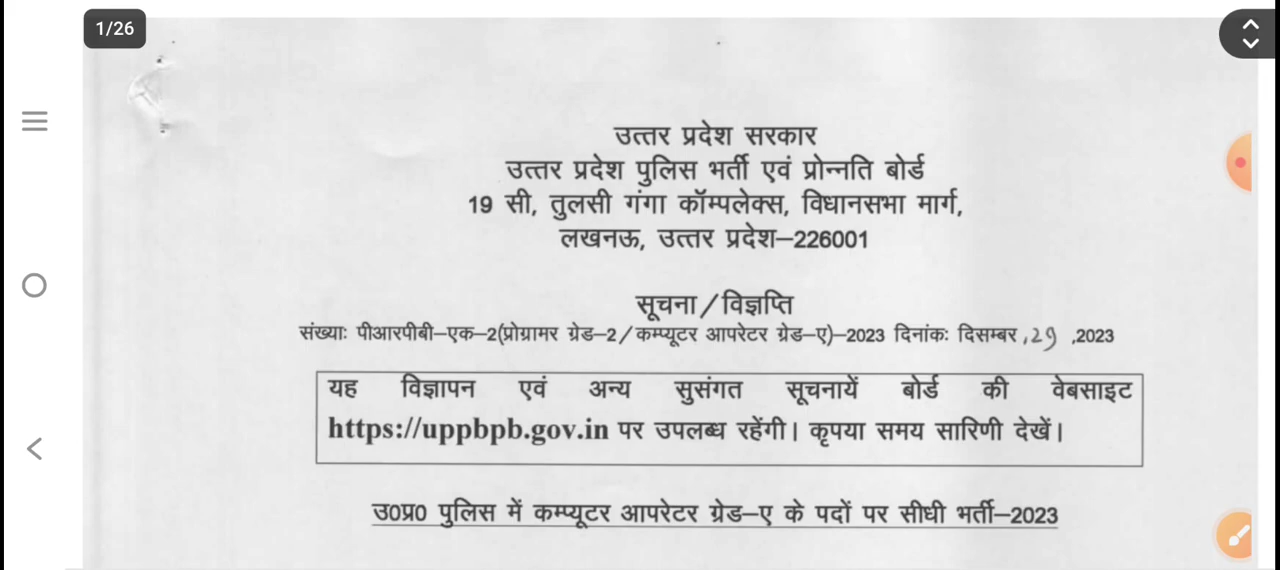 1/26
उत्तर प्रदेश सरकार
उत्तर प्रदेश पुलिस भर्ती एवं प्रोन्नति बोर्ड
19 सी, तुलसी गंगा कॉम्पलेक्स, विधानसभा मार्ग,
लखनऊ, उत्तर प्रदेश–226001
सूचना/विज्ञप्ति
संख्याः पीआरपीबी–एक–2(प्रोग्रामर ग्रेड–2/कम्प्यूटर आपरेटर ग्रेड–ए)–2023 दिनांकः दिसम्बर ,29 ,2023
यह विज्ञापन एवं अन्य सुसंगत सूचनायें बोर्ड की वेबसाइट
https://uppbpb.gov.in पर उपलब्ध रहेंगी। कृपया समय सारिणी देखें।
उ0प्र0 पुलिस में कम्प्यूटर आपरेटर ग्रेड–ए के पदों पर सीधी भर्ती–2023